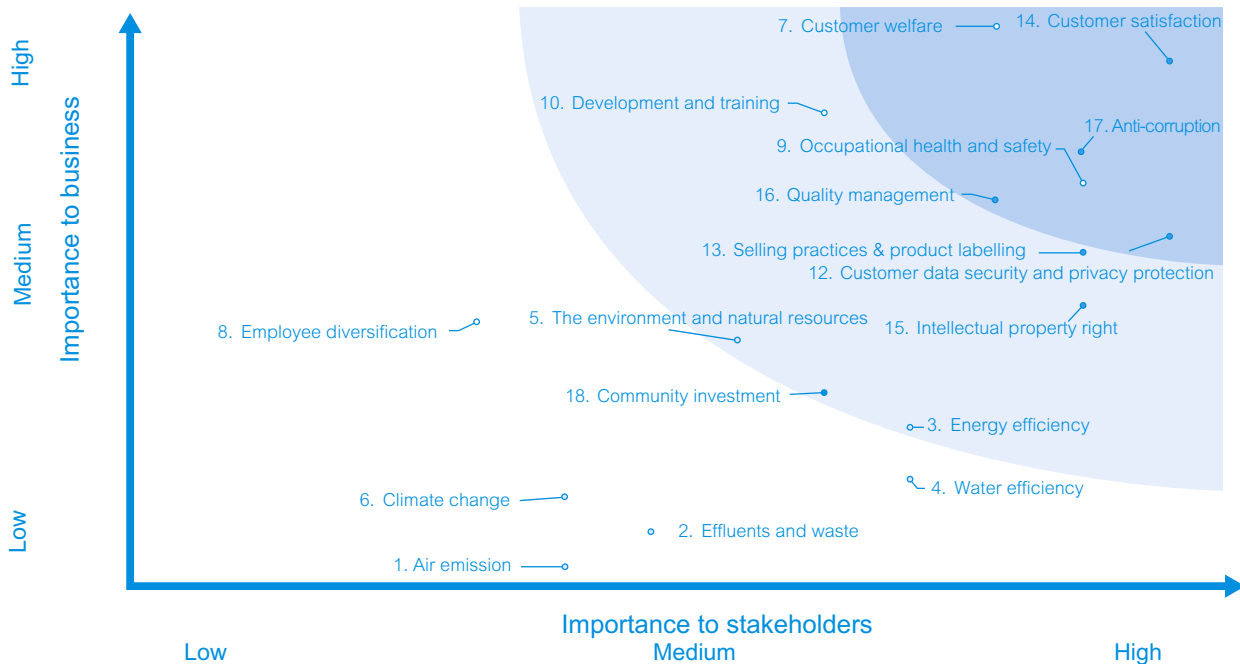 High
Medium
Low
Importance to business
7. Customer welfare
14. Customer satisfaction
10. Development and training
17. Anti-corruption
9. Occupational health and safety
16. Quality management
13. Selling practices & product labelling
12. Customer data security and privacy protection
5. The environment and natural resources
15. Intellectual property right
8. Employee diversification
18. Community investment
3. Energy efficiency
4. Water efficiency
6. Climate change
2. Effluents and waste
1. Air emission
Importance to stakeholders
Low
Medium
High